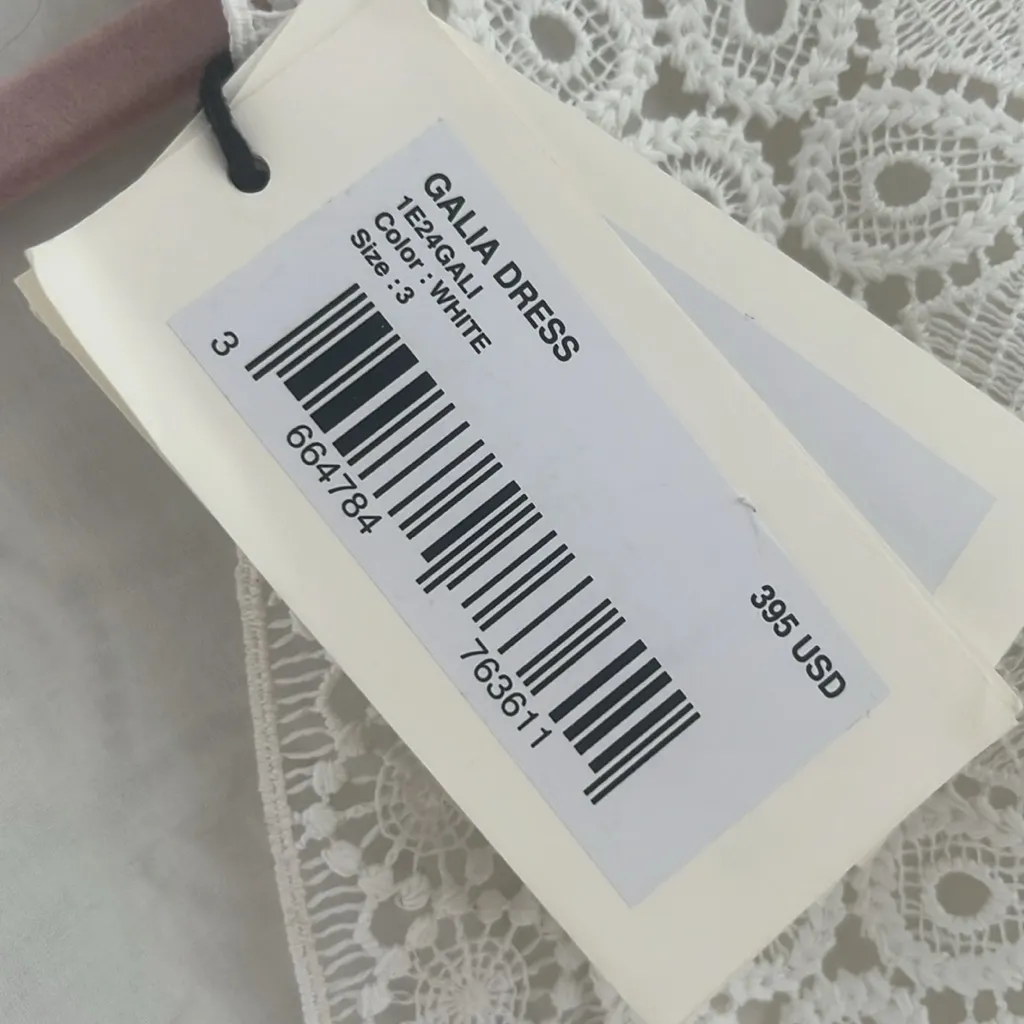 GALIA DRESS
1E24GALI
Color : WHITE
Size : 3
3 664784 763611
395 USD